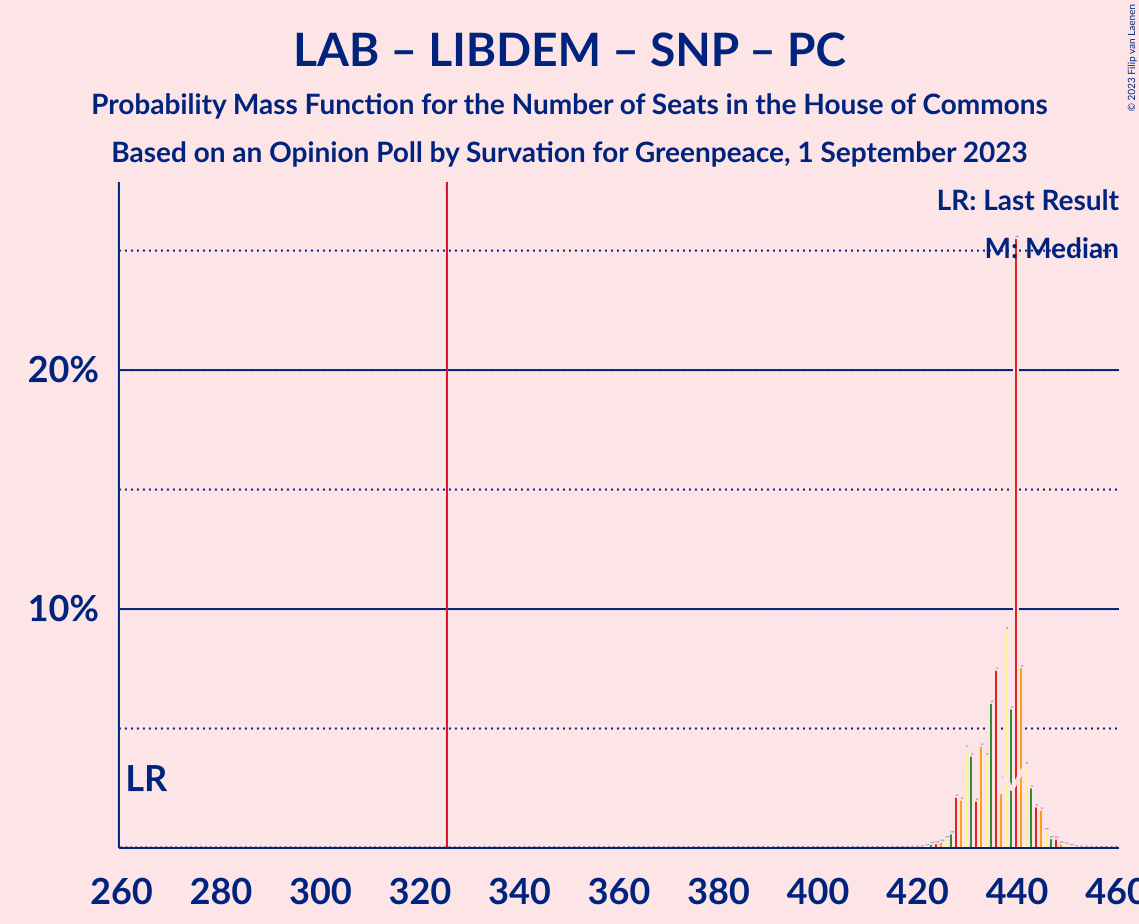 LAB – LIBDEM – SNP – PC
Probability Mass Function for the Number of Seats in the House of Commons
Based on an Opinion Poll by Survation for Greenpeace, 1 September 2023
© 2023 Filip van Laenen
LR: Last Result
M: Median
20%
10%
LR
260 280 300 320 340 360 380 400 420 440 460